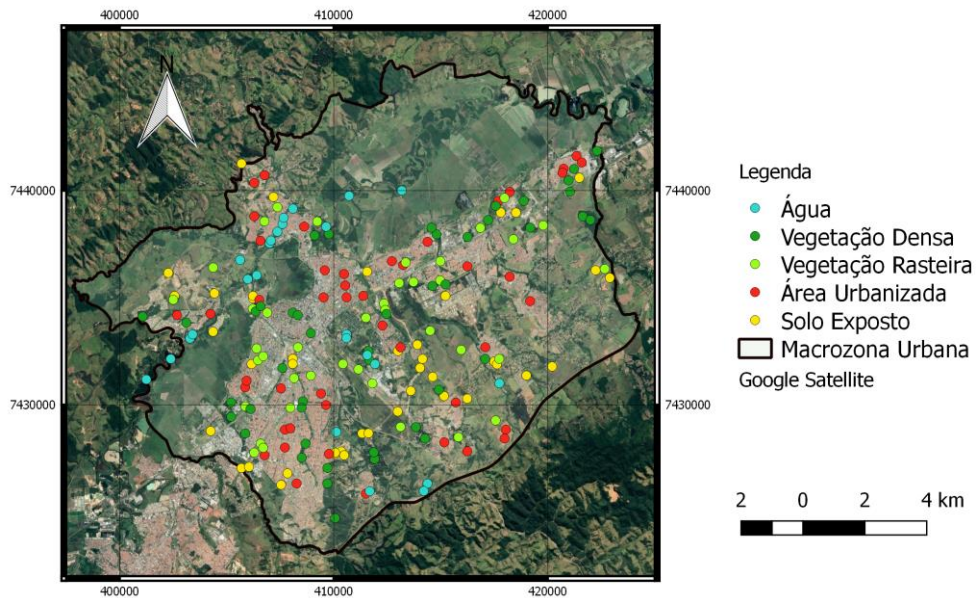 400000 410000 420000
N
7440000 7440000
7430000 7430000
400000 410000 420000
Legenda
Água
Vegetação Densa
Vegetação Rasteira
Área Urbanizada
Solo Exposto
Macrozona Urbana
Google Satellite
2 0 2 4 km